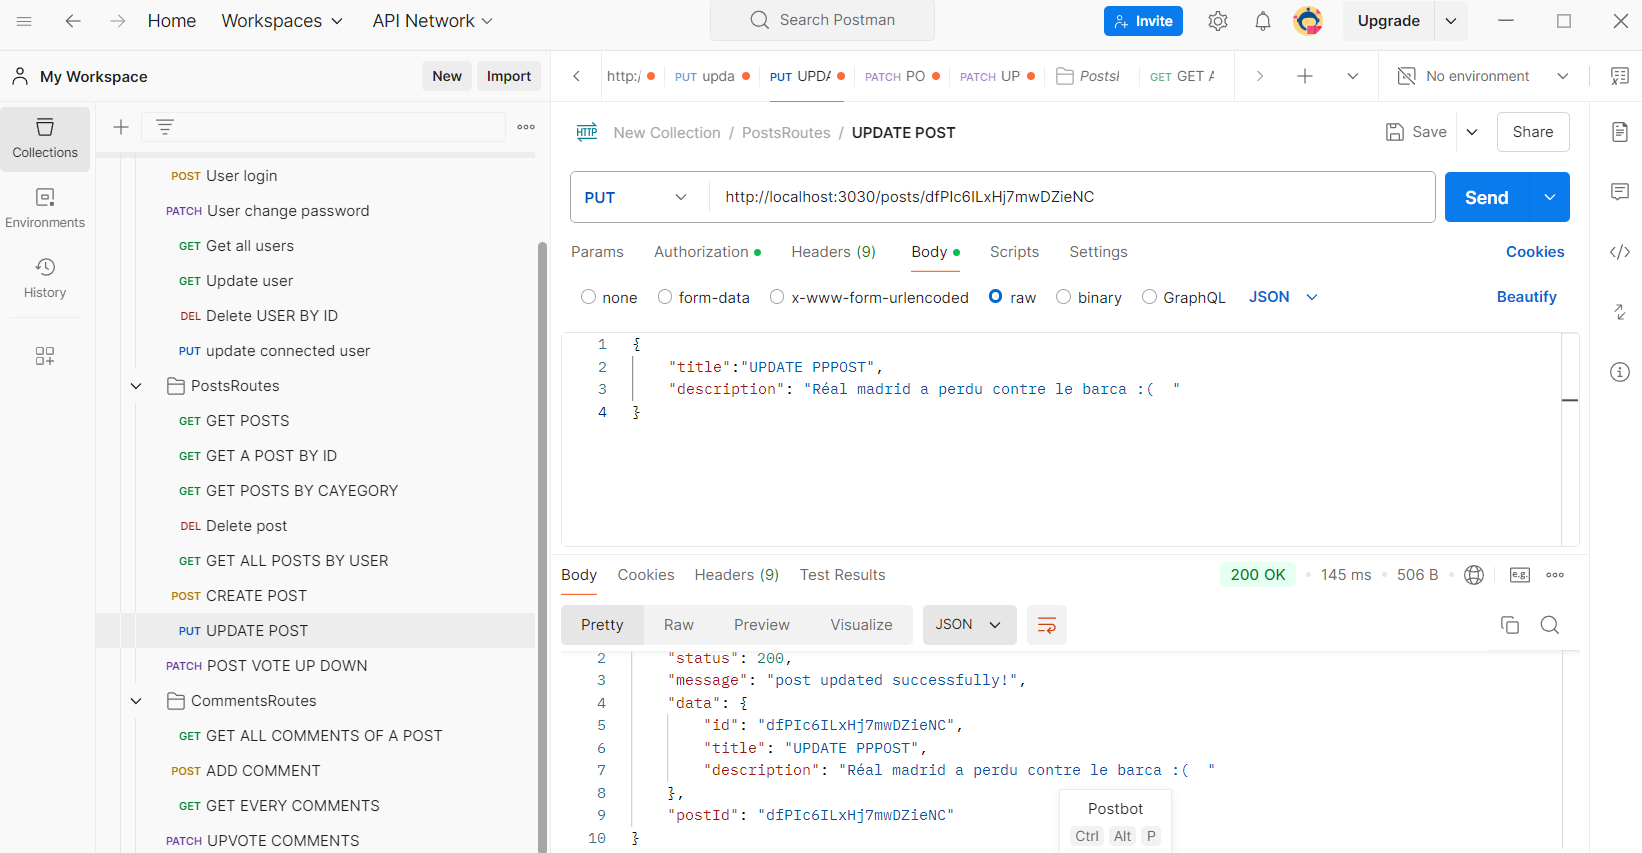 Home Workspaces API Network Search Postman Invite Upgrade
My Workspace New Import http:/ PUT upda PUT UPDA PATCH PO PATCH UP PostsI GET GET A No environment
Collections
Environments
History
POST User login
PATCH User change password
GET Get all users
GET Update user
DEL Delete USER BY ID
PUT update connected user
PostsRoutes
GET GET POSTS
GET GET A POST BY ID
GET GET POSTS BY CAYEGORY
DEL Delete post
GET GET ALL POSTS BY USER
POST CREATE POST
PUT UPDATE POST
PATCH POST VOTE UP DOWN
CommentsRoutes
GET GET ALL COMMENTS OF A POST
POST ADD COMMENT
GET GET EVERY COMMENTS
PATCH UPVOTE COMMENTS
HTTP New Collection / PostsRoutes / UPDATE POST Save Share
PUT http://localhost:3030/posts/dfPIc6ILxHj7mwDZieNC Send
Params Authorization Headers (9) Body Scripts Settings Cookies
none form-data x-www-form-urlencoded raw binary GraphQL JSON Beautify
1 {
2 "title":"UPDATE PPPOST",
3 "description": "Réal madrid a perdu contre le barca :(  "
4 }
Body Cookies Headers (9) Test Results 200 OK 145 ms 506 B e.g.
Pretty Raw Preview Visualize JSON
2 "status": 200,
3 "message": "post updated successfully!",
4 "data": {
5 "id": "dfPIc6ILxHj7mwDZieNC",
6 "title": "UPDATE PPPOST",
7 "description": "Réal madrid a perdu contre le barca :(  "
8 },
9 "postId": "dfPIc6ILxHj7mwDZieNC"
10 }
Postbot
Ctrl Alt P